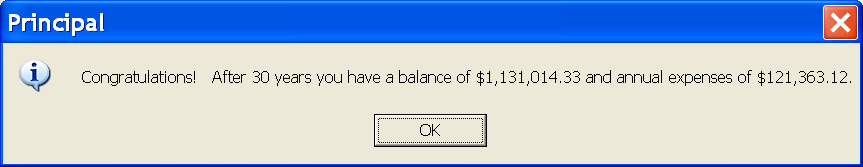 Principal
Congratulations!   After 30 years you have a balance of $1,131,014.33 and annual expenses of $121,363.12.
OK